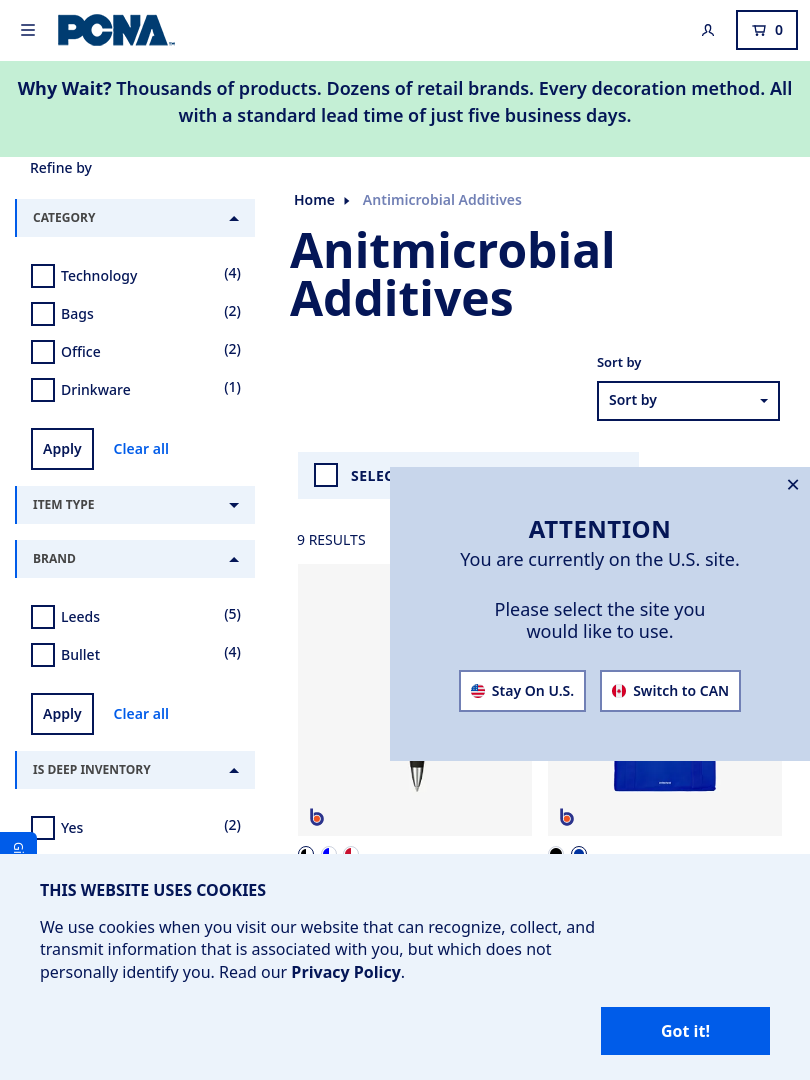 PCNA
0
Why Wait? Thousands of products. Dozens of retail brands. Every decoration method. All
with a standard lead time of just five business days.
Refine by
Home
Antimicrobial Additives
CATEGORY
Anitmicrobial
Additives
Technology (4)
Bags (2)
Office (2)
Drinkware (1)
Sort by
Sort by
Apply
Clear all
ITEM TYPE
BRAND
Leeds (5)
Bullet (4)
Apply
Clear all
IS DEEP INVENTORY
Yes (2)
9 RESULTS
ATTENTION
You are currently on the U.S. site.
Please select the site you
would like to use.
Stay On U.S.
Switch to CAN
THIS WEBSITE USES COOKIES
We use cookies when you visit our website that can recognize, collect, and
transmit information that is associated with you, but which does not
personally identify you. Read our Privacy Policy.
Got it!